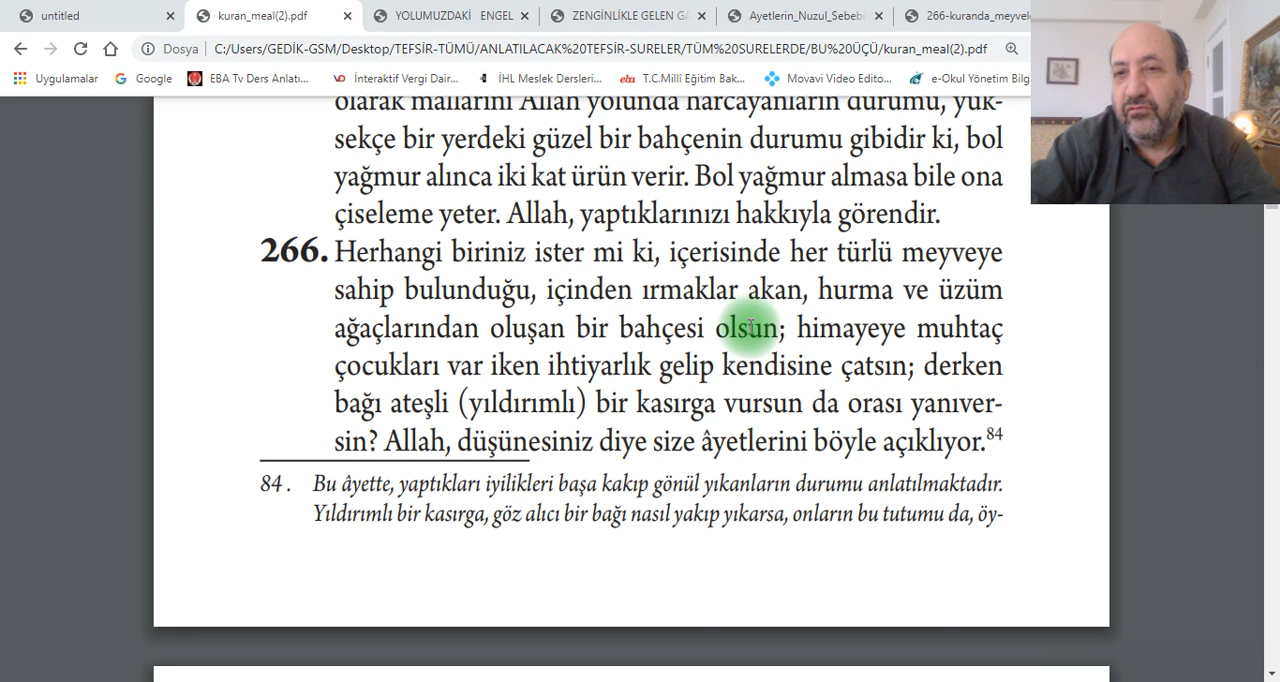 untitled
kuran_meal(2).pdf
YOLUMUZDAKİ ENGEL
ZENGİNLİKLE GELEN GA
Ayetlerin_Nuzul_Sebebi
266-kuranda_meyvele
Dosya
C:/Users/GEDİK-GSM/Desktop/TEFSİR-TÜMÜ/ANLATILACAK%20TEFSİR-SURELER/TÜM%20SURELERDE/BU%20ÜÇÜ/kuran_meal(2).pdf
Uygulamalar
Google
EBA Tv Ders Anlatı...
İnteraktif Vergi Dair...
İHL Meslek Dersleri...
T.C.Millî Eğitim Bak...
Movavi Video Edito...
e-Okul Yönetim Bilg
olarak mallarını Allah yolunda harcayanların durumu, yük-
sekçe bir yerdeki güzel bir bahçenin durumu gibidir ki, bol
yağmur alınca iki kat ürün verir. Bol yağmur almasa bile ona
çiseleme yeter. Allah, yaptıklarınızı hakkıyla görendir.
266. Herhangi biriniz ister mi ki, içerisinde her türlü meyveye
sahip bulunduğu, içinden ırmaklar akan, hurma ve üzüm
ağaçlarından oluşan bir bahçesi olsun; himayeye muhtaç
çocukları var iken ihtiyarlık gelip kendisine çatsın; derken
bağı ateşli (yıldırımlı) bir kasırga vursun da orası yanıver-
sin? Allah, düşünesiniz diye size âyetlerini böyle açıklıyor.84
84. Bu âyette, yaptıkları iyilikleri başa kakıp gönül yıkanların durumu anlatılmaktadır.
Yıldırımlı bir kasırga, göz alıcı bir bağı nasıl yakıp yıkarsa, onların bu tutumu da, öy-